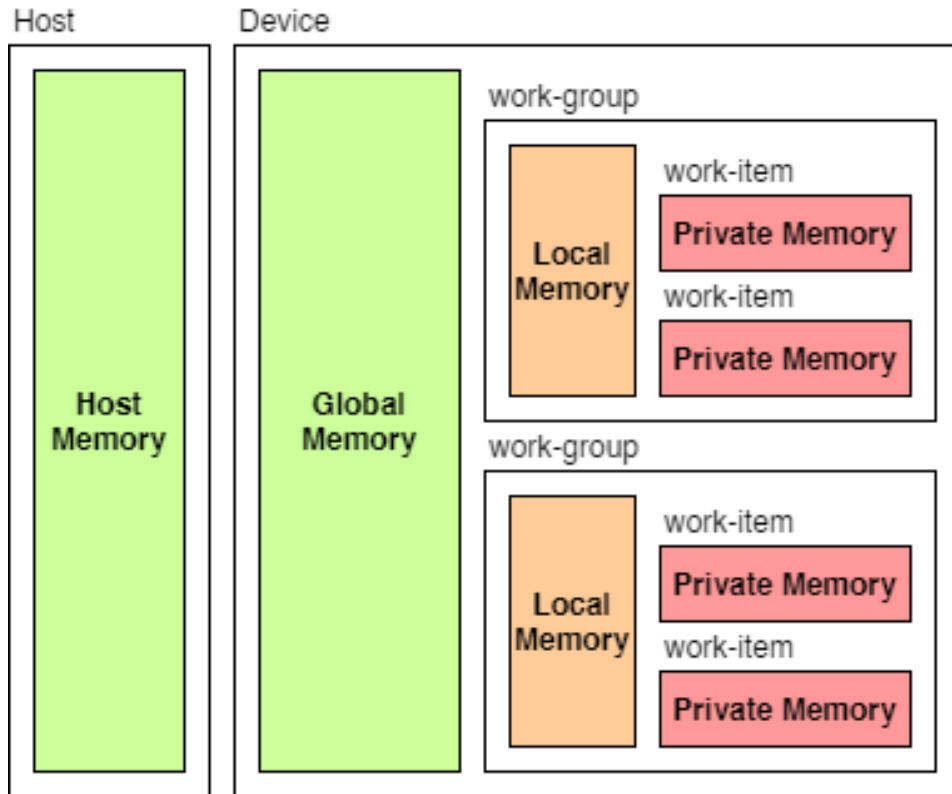 Host
Device
Host
Memory
Global
Memory
work-group
Local
Memory
work-item
Private Memory
work-item
Private Memory
work-group
Local
Memory
work-item
Private Memory
work-item
Private Memory